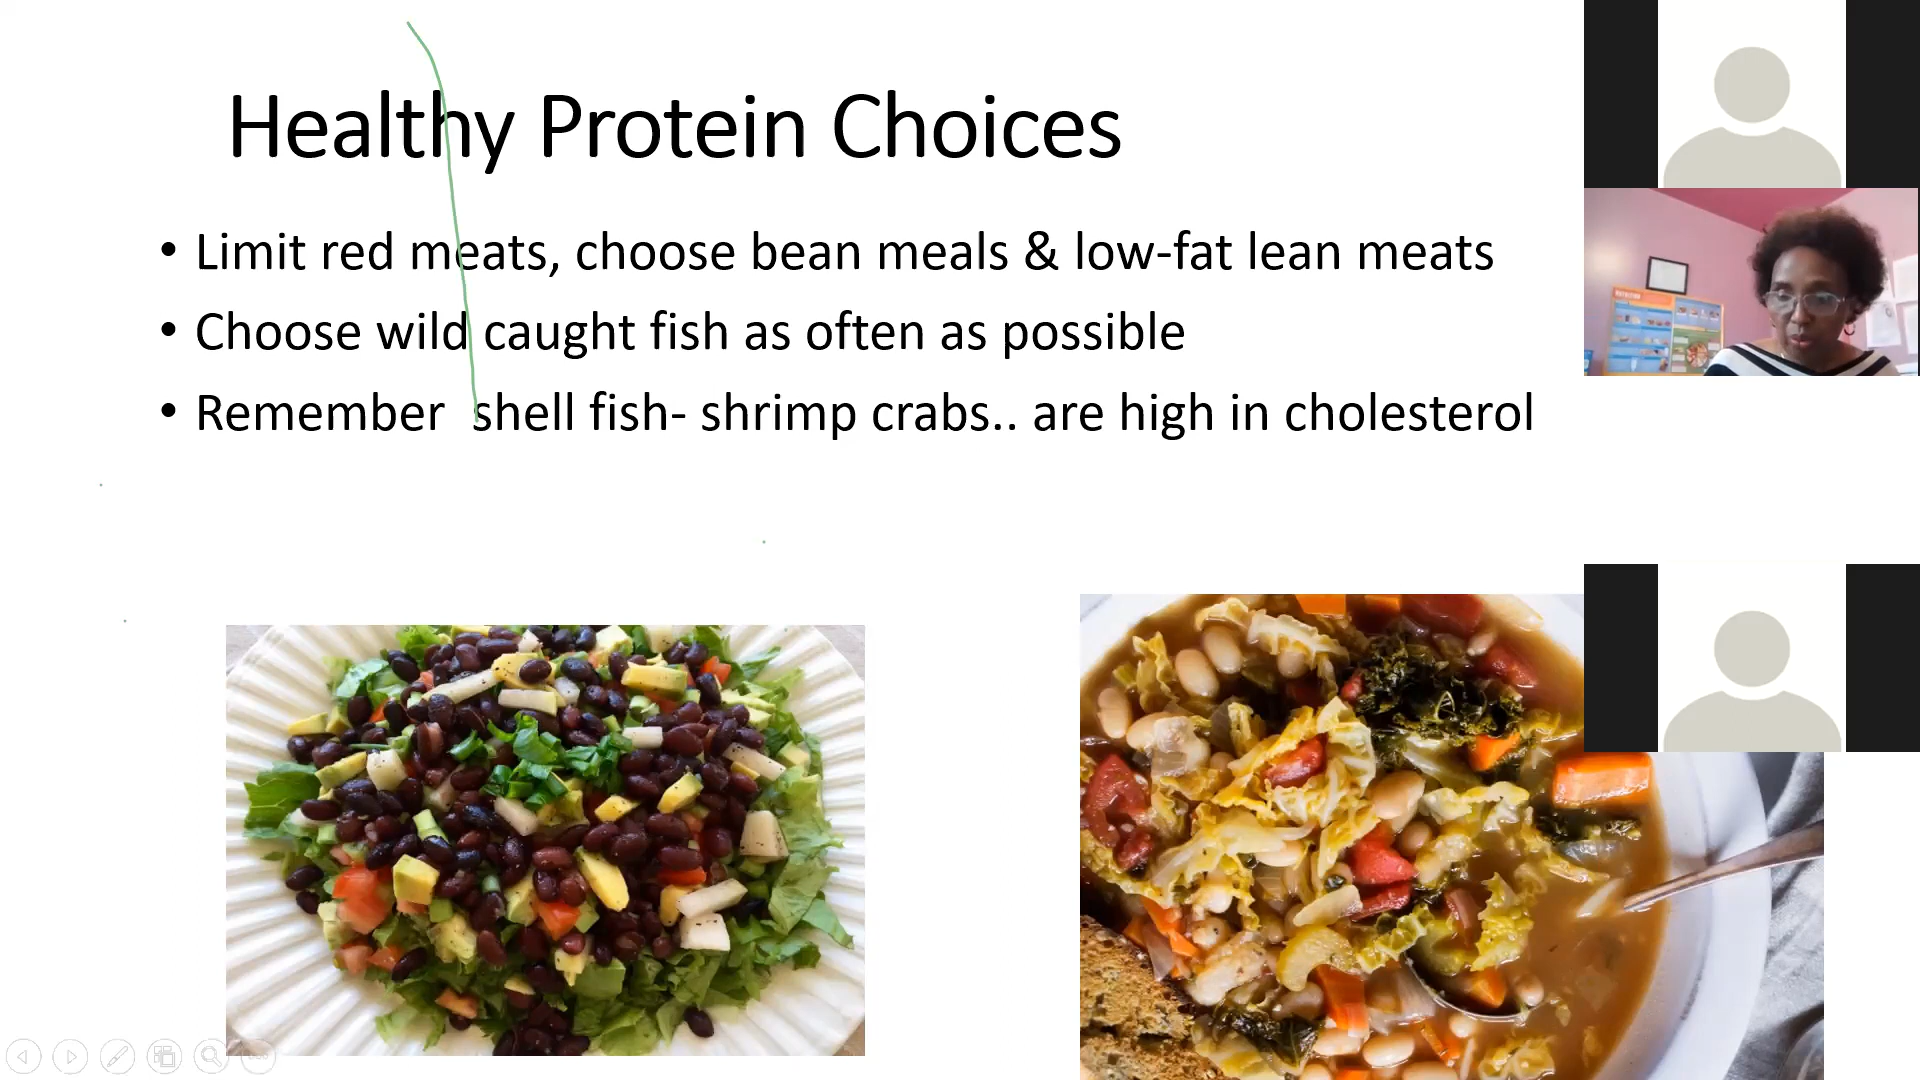 Healthy Protein Choices
• Limit red meats, choose bean meals & low-fat lean meats
• Choose wild caught fish as often as possible
• Remember  shell fish- shrimp crabs.. are high in cholesterol